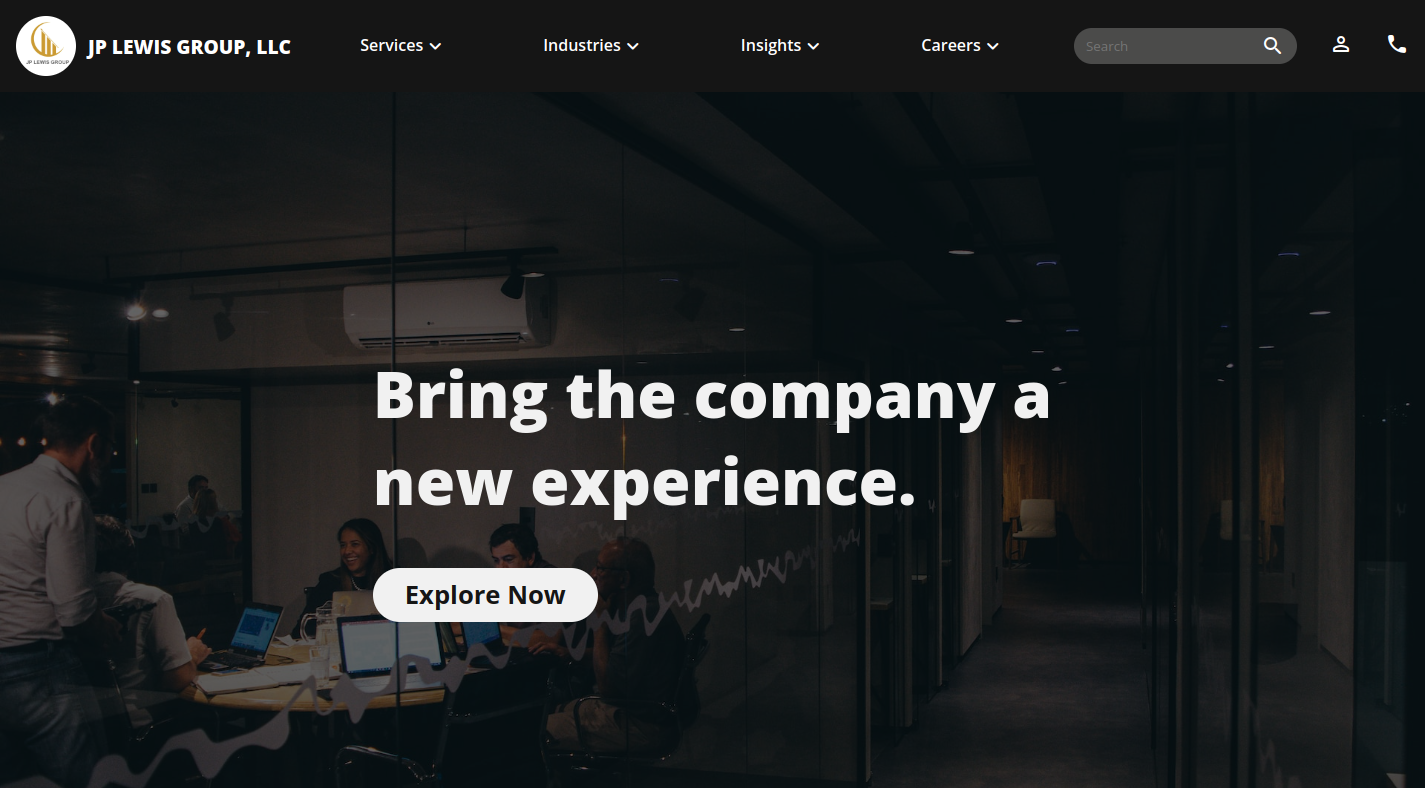 JP LEWIS GROUP
JP LEWIS GROUP, LLC
Services
Industries
Insights
Careers
Search
Bring the company a
new experience.
Explore Now